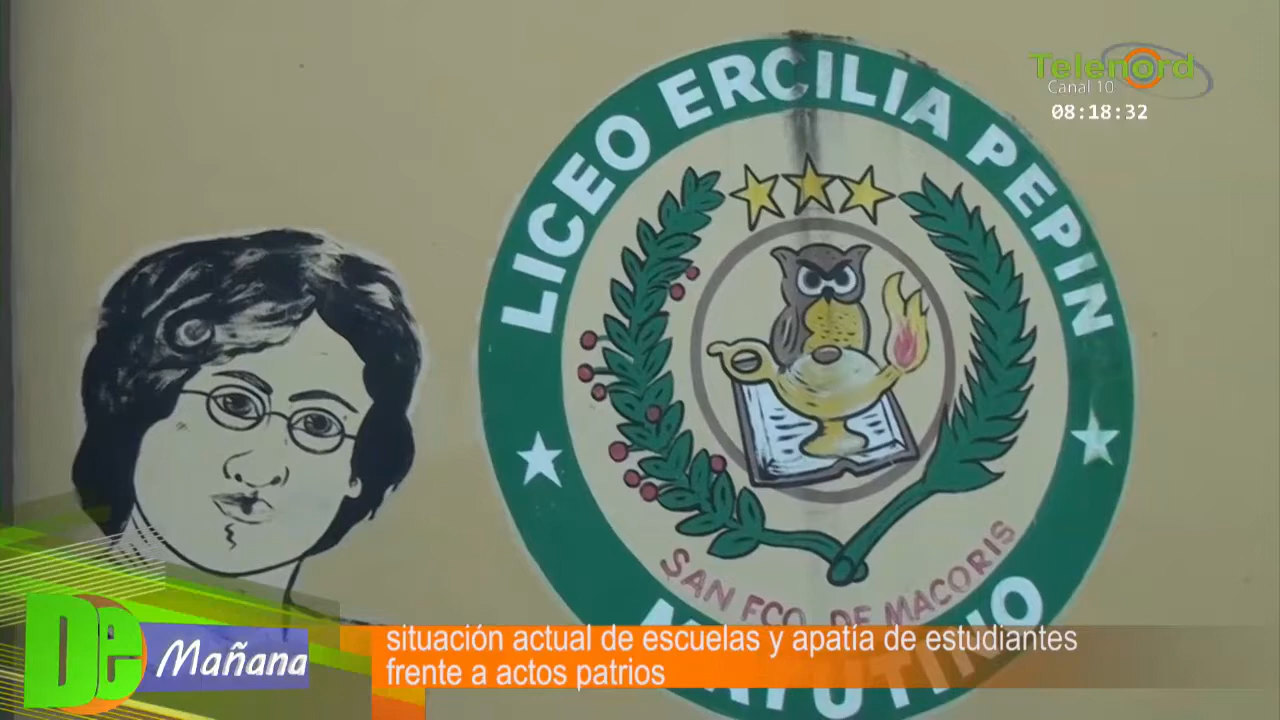 Telenord
Canal 10
08:18:32
LICEO ERCILIA PEPIN
SAN FCO. DE MACORIS
De Mañana
situación actual de escuelas y apatía de estudiantes
frente a actos patrios